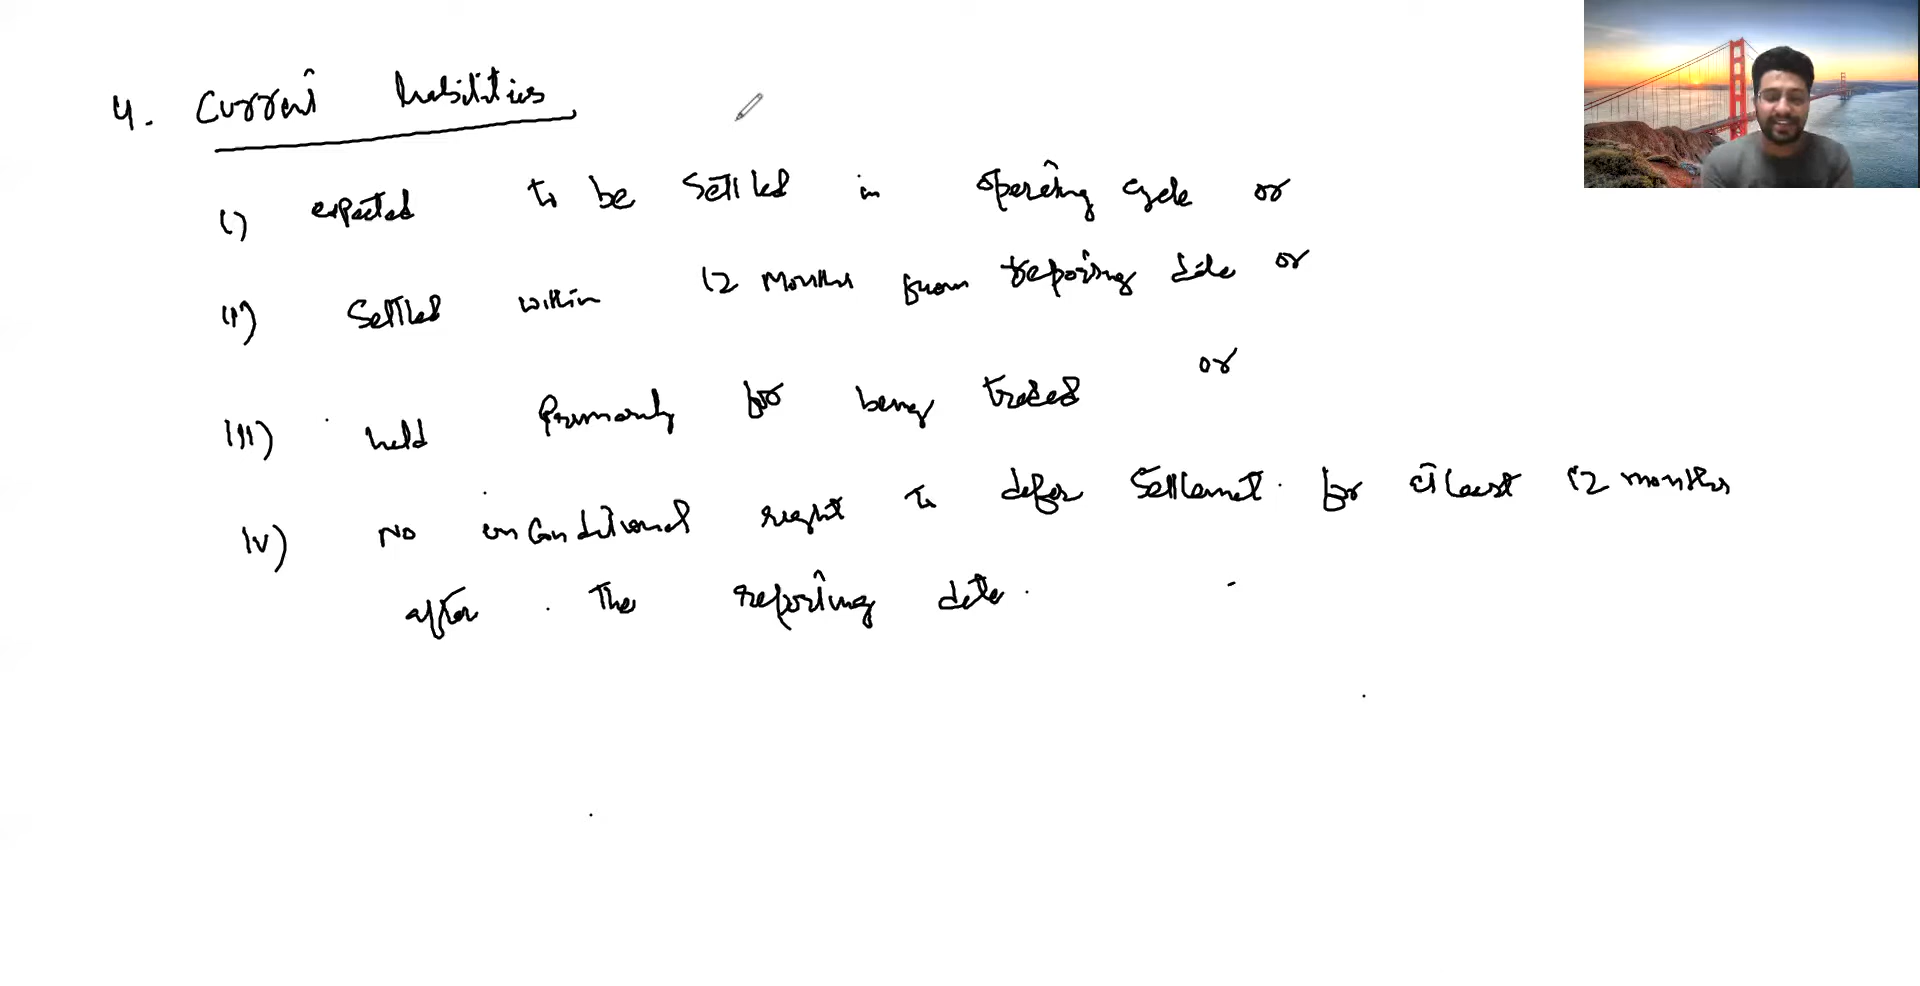 4. Current liabilities
i) expected to be settled in operating cycle or
ii) Settled within 12 months from reporting date or
iii) held Primarily for being traded or
iv) No unconditional right to defer Settlement for atleast 12 months
after the reporting date.